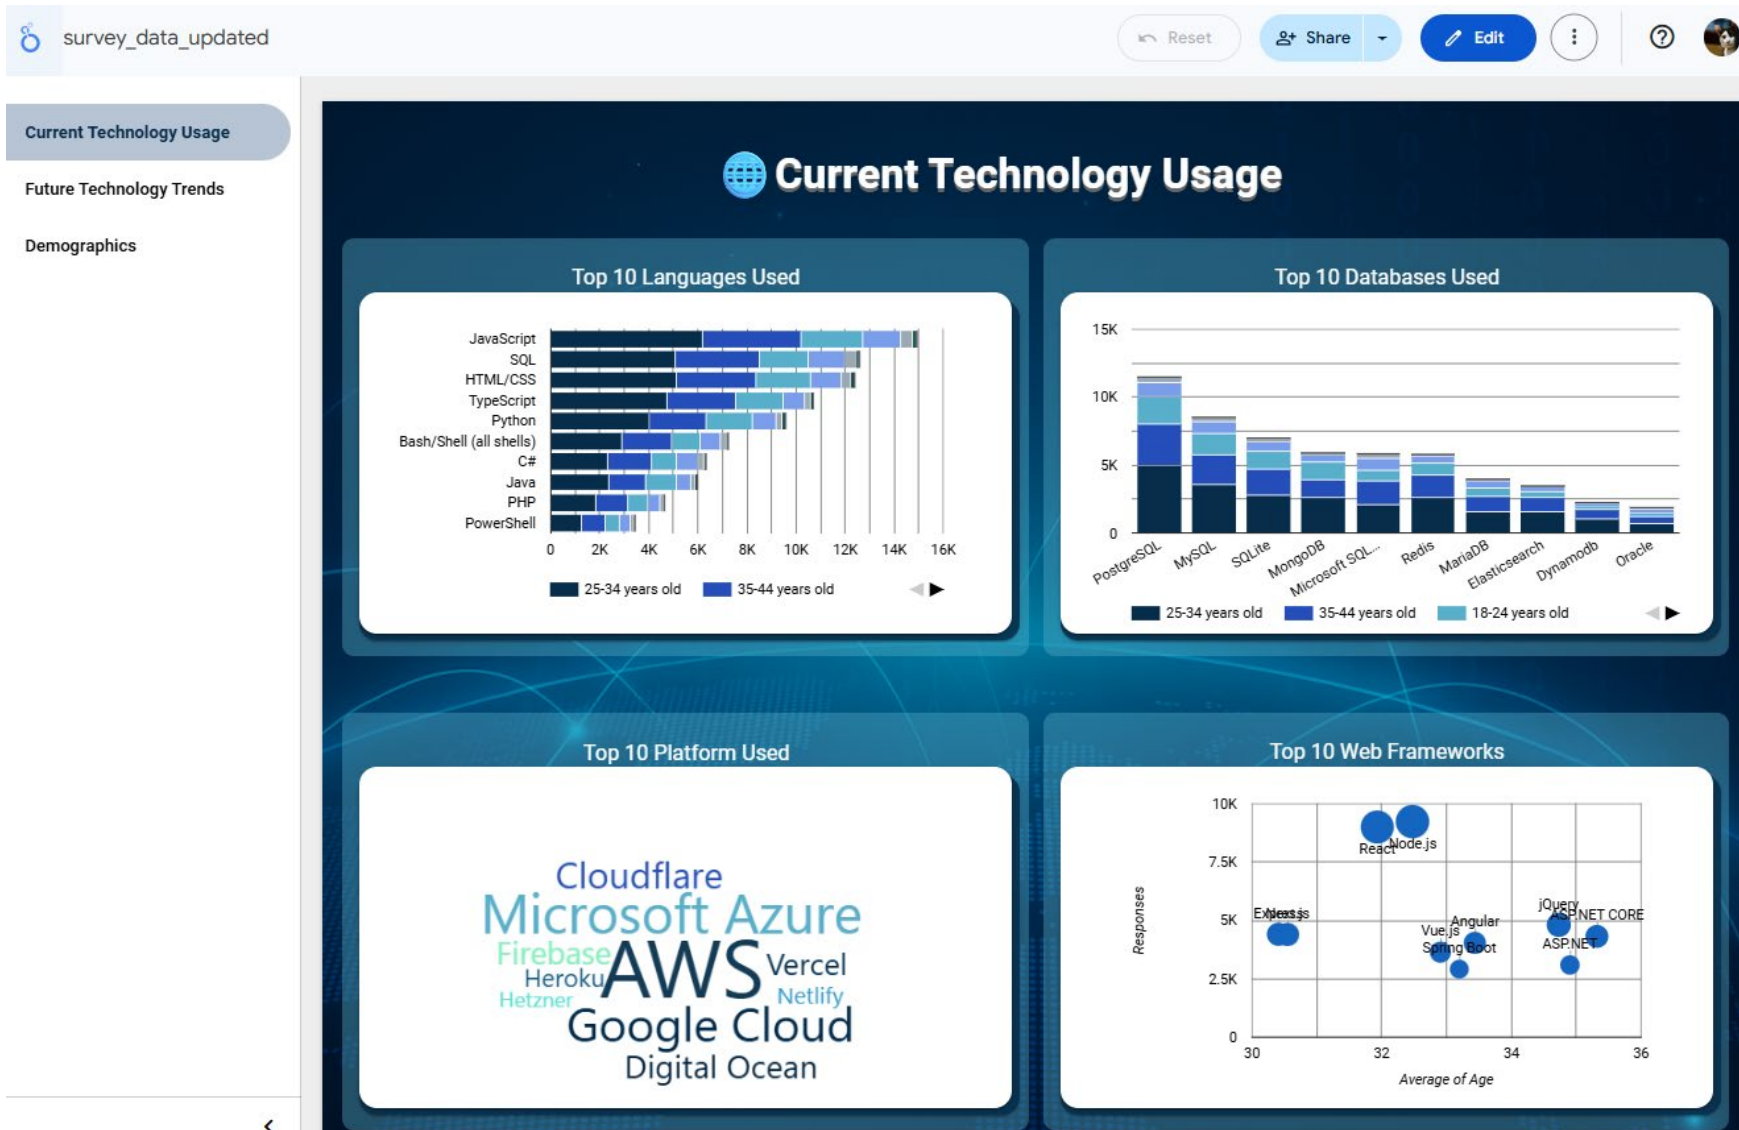 survey_data_updated
Reset
Share
Edit
Current Technology Usage
Future Technology Trends
Demographics
Current Technology Usage
Top 10 Languages Used
JavaScript
SQL
HTML/CSS
TypeScript
Python
Bash/Shell (all shells)
C#
Java
PHP
PowerShell
0 2K 4K 6K 8K 10K 12K 14K 16K
25-34 years old 35-44 years old
Top 10 Databases Used
15K
10K
5K
0
PostgreSQL
MySQL
SQLite
MongoDB
Microsoft SQL...
Redis
MariaDB
Elasticsearch
Dynamodb
Oracle
25-34 years old 35-44 years old 18-24 years old
Top 10 Platform Used
Cloudflare
Microsoft Azure
Firebase
AWS
Vercel
Heroku
Hetzner
Netlify
Google Cloud
Digital Ocean
Top 10 Web Frameworks
Responses
10K
7.5K
5K
2.5K
0
React
Node.js
Express
Next.js
Vue.js
Angular
Spring Boot
jQuery
ASP.NET CORE
ASP.NET
30 32 34 36
Average of Age